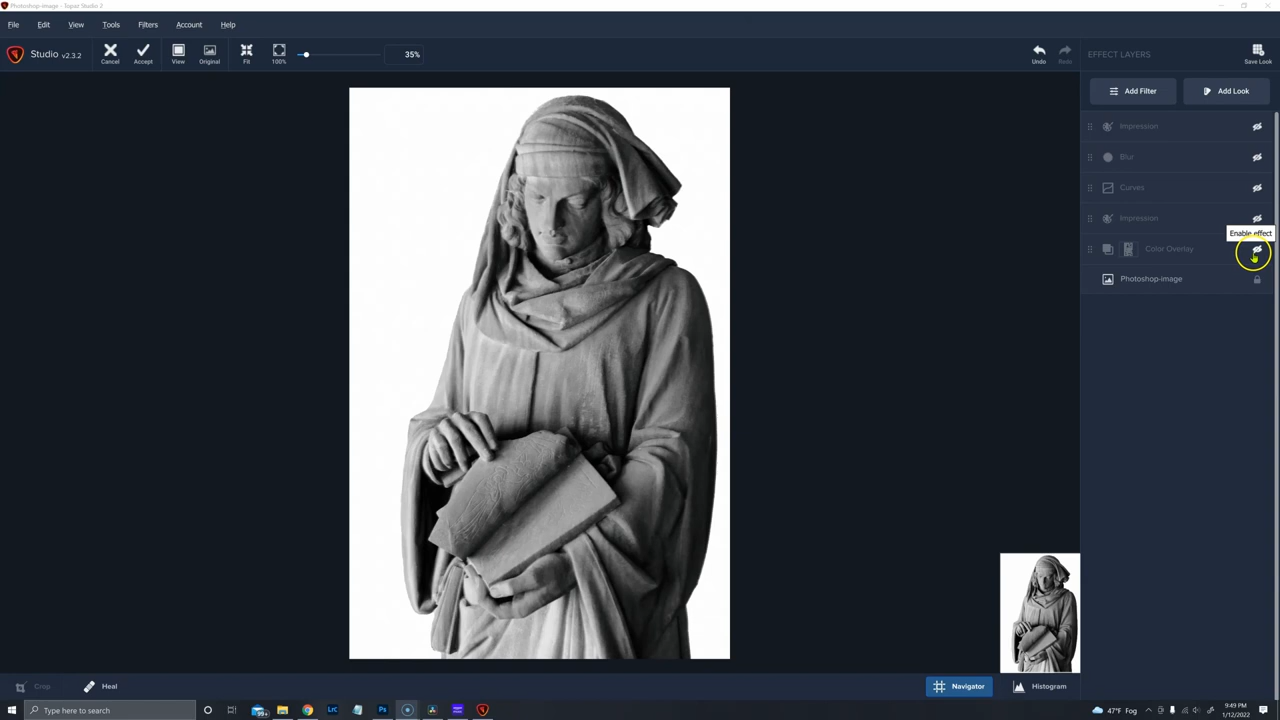 Photoshop-image - Topaz Studio 2
File Edit View Tools Filters Account Help
Studio v2.3.2
Cancel Accept View Original Fit 100% 35% Undo Redo
EFFECT LAYERS
Save Look
Add Filter Add Look
Impression
Blur
Curves
Impression
Enable effect
Color Overlay
Photoshop-image
Crop Heal Navigator Histogram
Type here to search
99+
LrC
Ps
47°F Fog
9:49 PM
1/12/2022